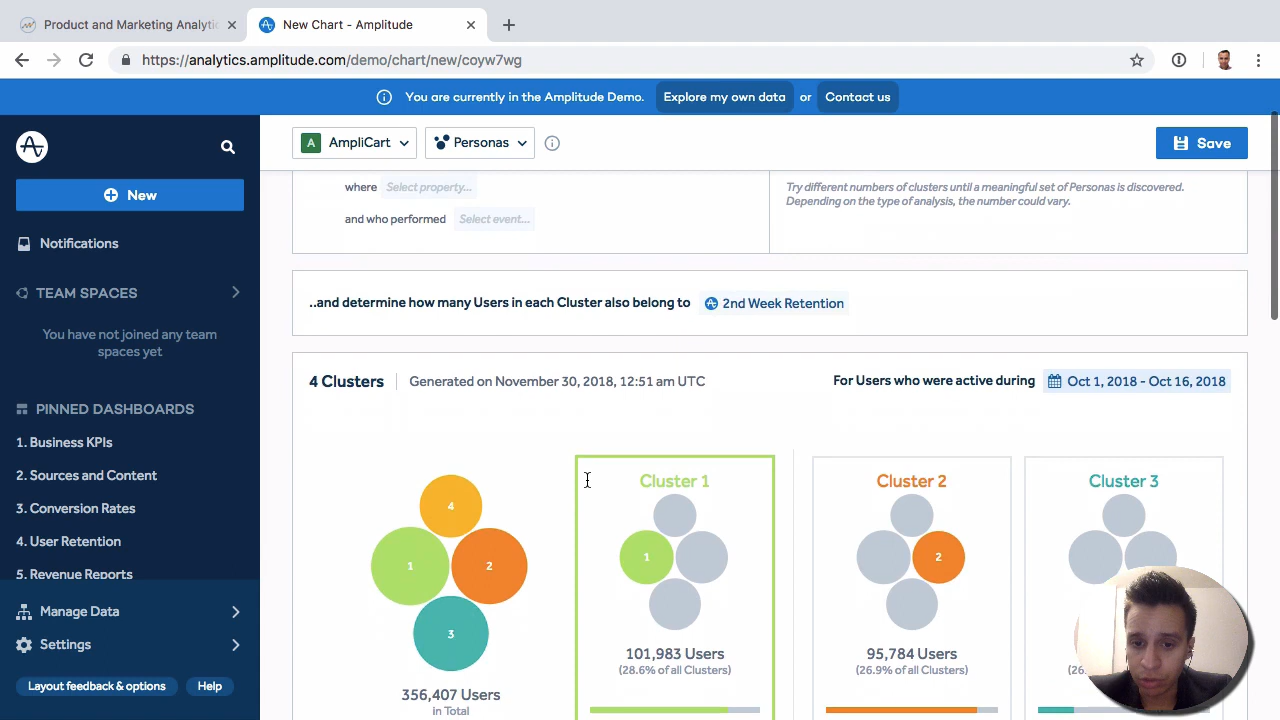 Product and Marketing Analytic
New Chart - Amplitude
https://analytics.amplitude.com/demo/chart/new/coyw7wg
You are currently in the Amplitude Demo. Explore my own data or Contact us
A AmpliCart
Personas
Save
New
Notifications
TEAM SPACES
You have not joined any team
spaces yet
PINNED DASHBOARDS
1. Business KPIs
2. Sources and Content
3. Conversion Rates
4. User Retention
5. Revenue Reports
Manage Data
Settings
Layout feedback & options
Help
where Select property...
and who performed Select event...
Try different numbers of clusters until a meaningful set of Personas is discovered.
Depending on the type of analysis, the number could vary.
..and determine how many Users in each Cluster also belong to 2nd Week Retention
4 Clusters
Generated on November 30, 2018, 12:51 am UTC
For Users who were active during Oct 1, 2018 - Oct 16, 2018
4
1
2
3
356,407 Users
in Total
Cluster 1
1
101,983 Users
(28.6% of all Clusters)
Cluster 2
2
95,784 Users
(26.9% of all Clusters)
Cluster 3